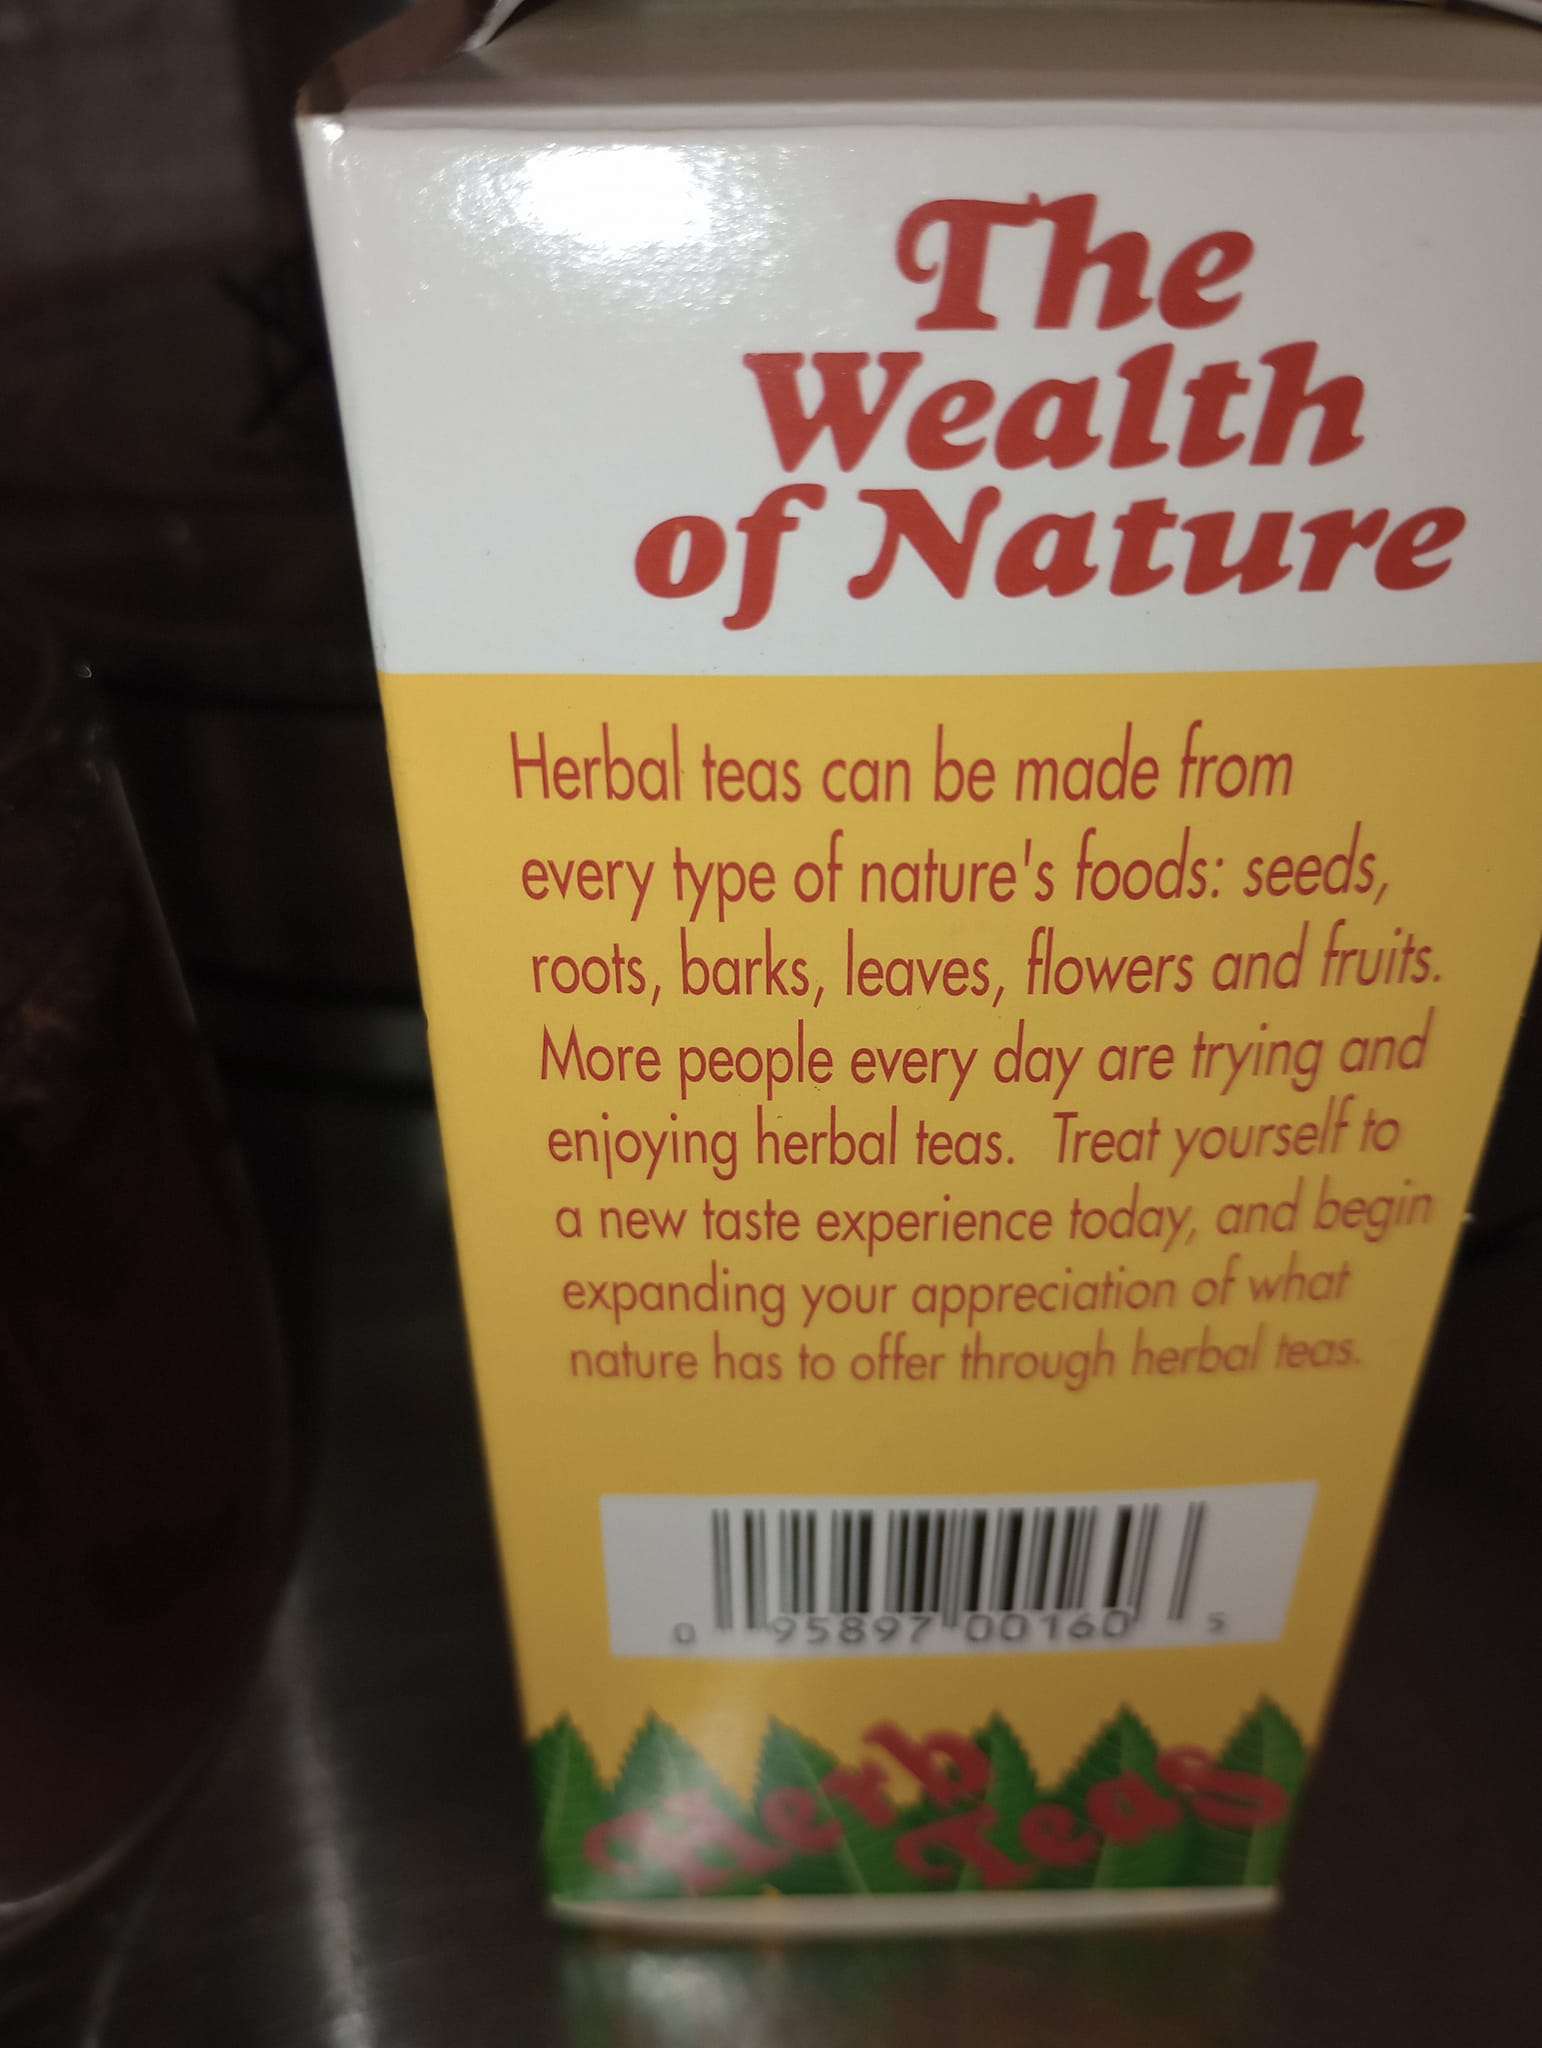 The
Wealth
of Nature
Herbal teas can be made from
every type of nature's foods: seeds,
roots, barks, leaves, flowers and fruits.
More people every day are trying and
enjoying herbal teas. Treat yourself to
a new taste experience today, and begin
expanding your appreciation of what
nature has to offer through herbal teas.
0 95897 00160 5
Herb
Teas